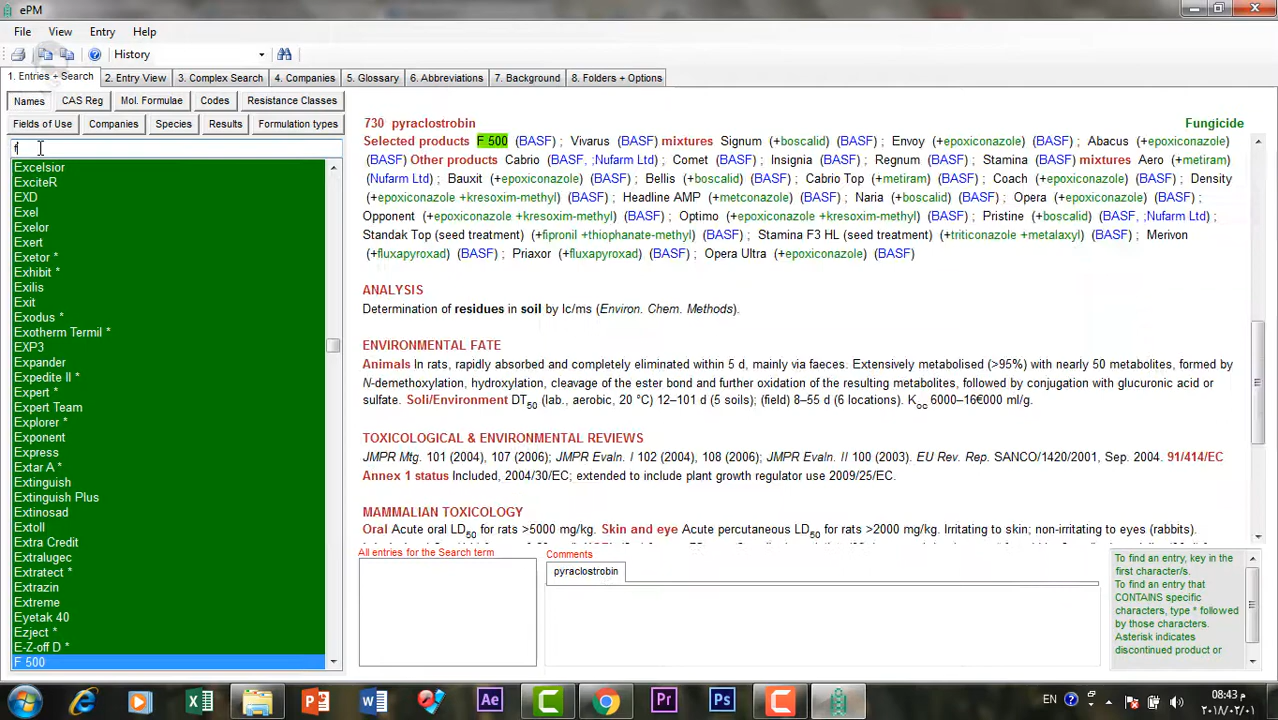 ePM
File View Entry Help
History
1. Entries + Search 2. Entry View 3. Complex Search 4. Companies 5. Glossary 6. Abbreviations 7. Background 8. Folders + Options
Names CAS Reg Mol. Formulae Codes Resistance Classes
Fields of Use Companies Species Results Formulation types
f
Excelsior
ExciteR
EXD
Exel
Exelor
Exert
Exetor *
Exhibit *
Exilis
Exit
Exodus *
Exotherm Termil *
EXP3
Expander
Expedite II *
Expert *
Expert Team
Explorer *
Exponent
Express
Extar A *
Extinguish
Extinguish Plus
Extinosad
Extoll
Extra Credit
Extralugec
Extratect *
Extrazin
Extreme
Eyetak 40
Ezject *
E-Z-off D *
F 500
730 pyraclostrobin Fungicide
Selected products F 500 (BASF) ; Vivarus (BASF) mixtures Signum (+boscalid) (BASF) ; Envoy (+epoxiconazole) (BASF) ; Abacus (+epoxiconazole)
(BASF) Other products Cabrio (BASF, ;Nufarm Ltd) ; Comet (BASF) ; Insignia (BASF) ; Regnum (BASF) ; Stamina (BASF) mixtures Aero (+metiram)
(Nufarm Ltd) ; Bauxit (+epoxiconazole) (BASF) ; Bellis (+boscalid) (BASF) ; Cabrio Top (+metiram) (BASF) ; Coach (+epoxiconazole) (BASF) ; Density
(+epoxiconazole +kresoxim-methyl) (BASF) ; Headline AMP (+metconazole) (BASF) ; Naria (+boscalid) (BASF) ; Opera (+epoxiconazole) (BASF) ;
Opponent (+epoxiconazole +kresoxim-methyl) (BASF) ; Optimo (+epoxiconazole +kresoxim-methyl) (BASF) ; Pristine (+boscalid) (BASF, ;Nufarm Ltd) ;
Standak Top (seed treatment) (+fipronil +thiophanate-methyl) (BASF) ; Stamina F3 HL (seed treatment) (+triticonazole +metalaxyl) (BASF) ; Merivon
(+fluxapyroxad) (BASF) ; Priaxor (+fluxapyroxad) (BASF) ; Opera Ultra (+epoxiconazole) (BASF)
ANALYSIS
Determination of residues in soil by lc/ms (Environ. Chem. Methods).
ENVIRONMENTAL FATE
Animals In rats, rapidly absorbed and completely eliminated within 5 d, mainly via faeces. Extensively metabolised (>95%) with nearly 50 metabolites, formed by
N-demethoxylation, hydroxylation, cleavage of the ester bond and further oxidation of the resulting metabolites, followed by conjugation with glucuronic acid or
sulfate. Soli/Environment DT50 (lab., aerobic, 20 °C) 12–101 d (5 soils); (field) 8–55 d (6 locations). Koc 6000–16€000 ml/g.
TOXICOLOGICAL & ENVIRONMENTAL REVIEWS
JMPR Mtg. 101 (2004), 107 (2006); JMPR Evaln. I 102 (2004), 108 (2006); JMPR Evaln. II 100 (2003). EU Rev. Rep. SANCO/1420/2001, Sep. 2004. 91/414/EC
Annex 1 status Included, 2004/30/EC; extended to include plant growth regulator use 2009/25/EC.
MAMMALIAN TOXICOLOGY
Oral Acute oral LD50 for rats >5000 mg/kg. Skin and eye Acute percutaneous LD50 for rats >2000 mg/kg. Irritating to skin; non-irritating to eyes (rabbits).
All entries for the Search term
Comments
pyraclostrobin
To find an entry, key in the
first character/s.
To find an entry that
CONTAINS specific
characters, type * followed
by those characters.
Asterisk indicates
discontinued product or
EN
08:43 م
٢٠١٨/٠٢/٠١